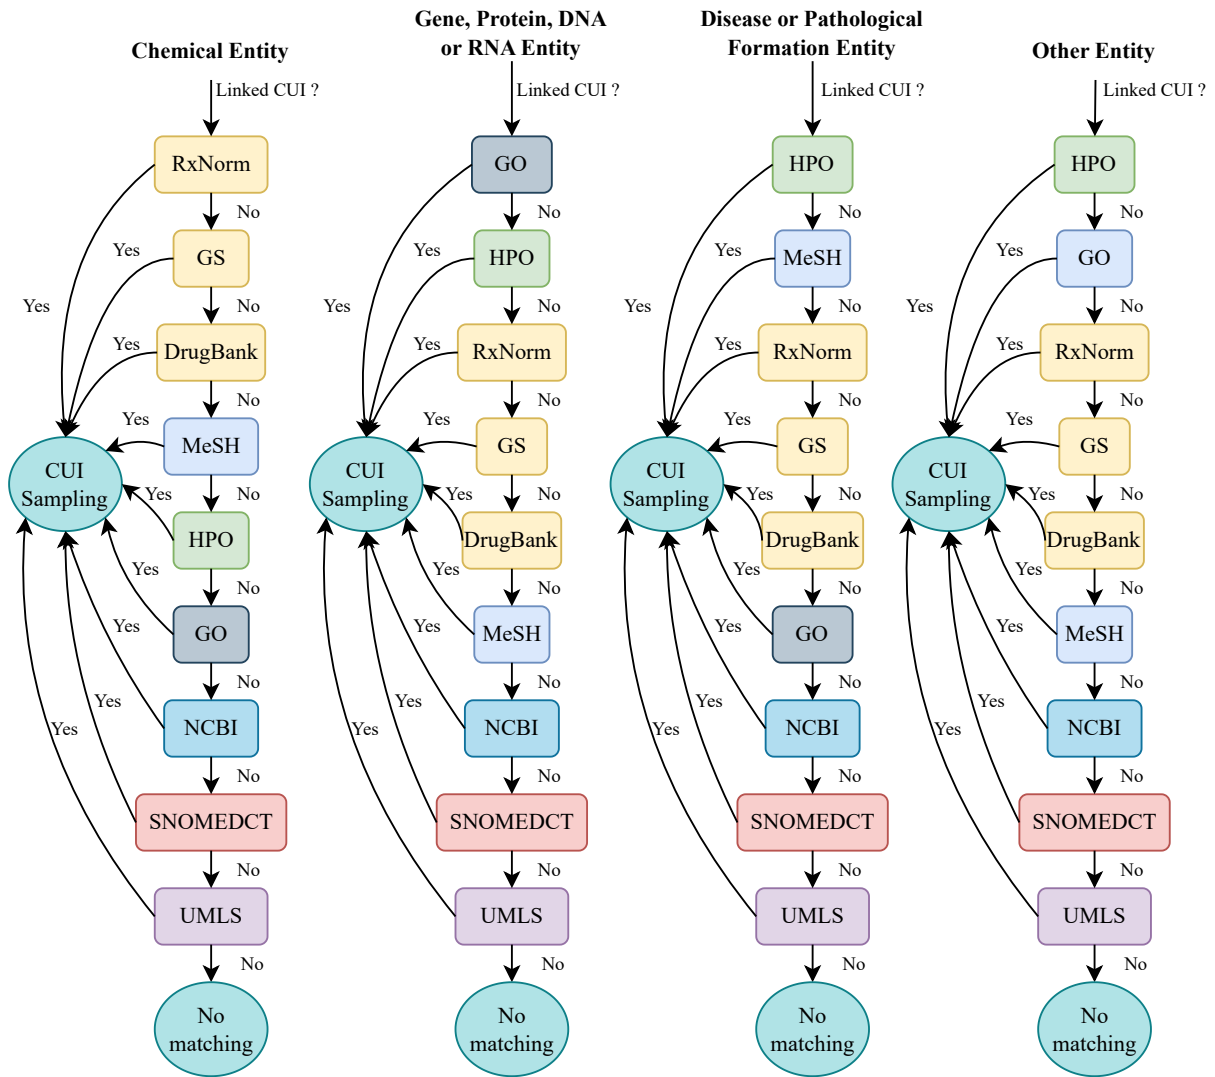 Chemical Entity
Linked CUI ?
RxNorm
No
Yes
GS
No
Yes
Yes
DrugBank
No
Yes
MeSH
CUI
Sampling
Yes
No
HPO
Yes
No
GO
Yes
No
NCBI
Yes
Yes
No
SNOMEDCT
No
UMLS
No
No
matching
Gene, Protein, DNA
or RNA Entity
Linked CUI ?
GO
No
Yes
HPO
No
Yes
Yes
RxNorm
No
Yes
GS
CUI
Sampling
Yes
No
DrugBank
Yes
No
MeSH
Yes
No
NCBI
Yes
Yes
No
SNOMEDCT
No
UMLS
No
No
matching
Disease or Pathological
Formation Entity
Linked CUI ?
HPO
No
Yes
MeSH
No
Yes
Yes
RxNorm
No
Yes
GS
CUI
Sampling
Yes
No
DrugBank
Yes
No
GO
Yes
No
NCBI
Yes
Yes
No
SNOMEDCT
No
UMLS
No
No
matching
Other Entity
Linked CUI ?
HPO
No
Yes
GO
No
Yes
Yes
RxNorm
No
Yes
GS
CUI
Sampling
Yes
No
DrugBank
Yes
No
MeSH
Yes
No
NCBI
Yes
Yes
No
SNOMEDCT
No
UMLS
No
No
matching